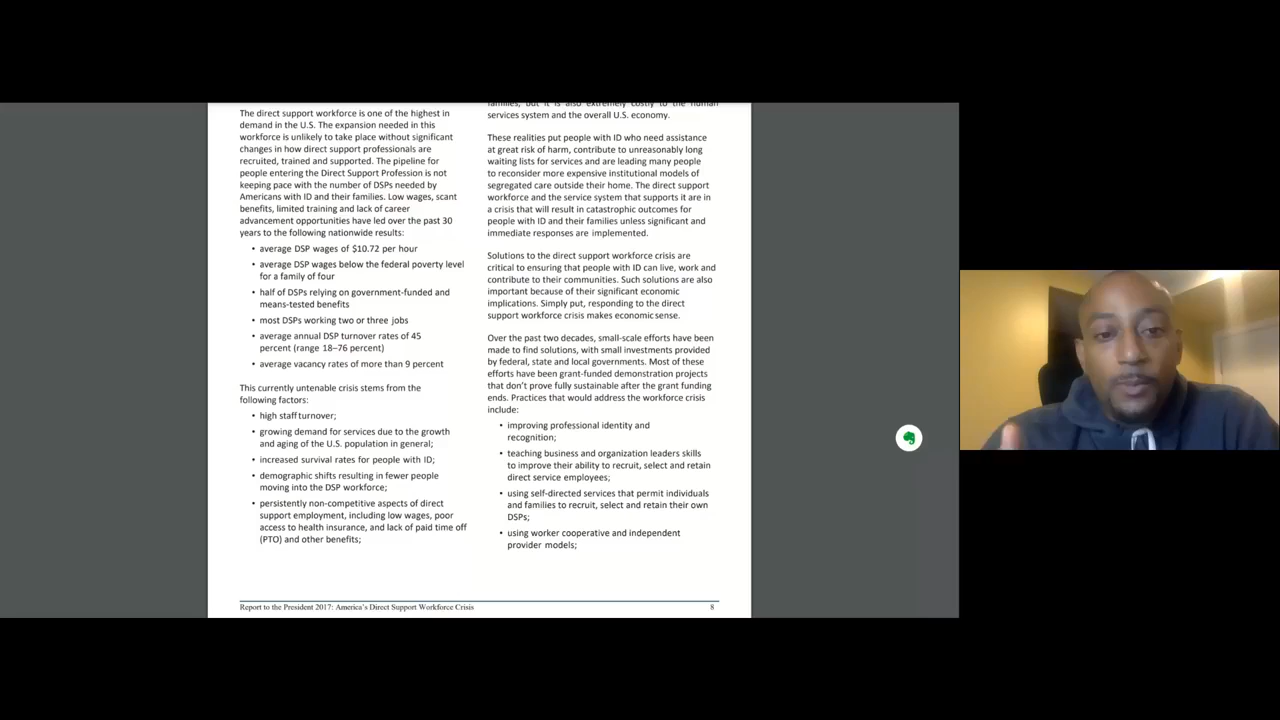 The direct support workforce is one of the highest in
demand in the U.S. The expansion needed in this
workforce is unlikely to take place without significant
changes in how direct support professionals are
recruited, trained and supported. The pipeline for
people entering the Direct Support Profession is not
keeping pace with the number of DSPs needed by
Americans with ID and their families. Low wages, scant
benefits, limited training and lack of career
advancement opportunities have led over the past 30
years to the following nationwide results:
• average DSP wages of $10.72 per hour
• average DSP wages below the federal poverty level
for a family of four
• half of DSPs relying on government-funded and
means-tested benefits
• most DSPs working two or three jobs
• average annual DSP turnover rates of 45
percent (range 18–76 percent)
• average vacancy rates of more than 9 percent
This currently untenable crisis stems from the
following factors:
• high staff turnover;
• growing demand for services due to the growth
and aging of the U.S. population in general;
• increased survival rates for people with ID;
• demographic shifts resulting in fewer people
moving into the DSP workforce;
• persistently non-competitive aspects of direct
support employment, including low wages, poor
access to health insurance, and lack of paid time off
(PTO) and other benefits;
families, but it is also extremely costly to the human
services system and the overall U.S. economy.
These realities put people with ID who need assistance
at great risk of harm, contribute to unreasonably long
waiting lists for services and are leading many people
to reconsider more expensive institutional models of
segregated care outside their home. The direct support
workforce and the service system that supports it are in
a crisis that will result in catastrophic outcomes for
people with ID and their families unless significant and
immediate responses are implemented.
Solutions to the direct support workforce crisis are
critical to ensuring that people with ID can live, work and
contribute to their communities. Such solutions are also
important because of their significant economic
implications. Simply put, responding to the direct
support workforce crisis makes economic sense.
Over the past two decades, small-scale efforts have been
made to find solutions, with small investments provided
by federal, state and local governments. Most of these
efforts have been grant-funded demonstration projects
that don't prove fully sustainable after the grant funding
ends. Practices that would address the workforce crisis
include:
• improving professional identity and
recognition;
• teaching business and organization leaders skills
to improve their ability to recruit, select and retain
direct service employees;
• using self-directed services that permit individuals
and families to recruit, select and retain their own
DSPs;
• using worker cooperative and independent
provider models;
Report to the President 2017: America's Direct Support Workforce Crisis 8